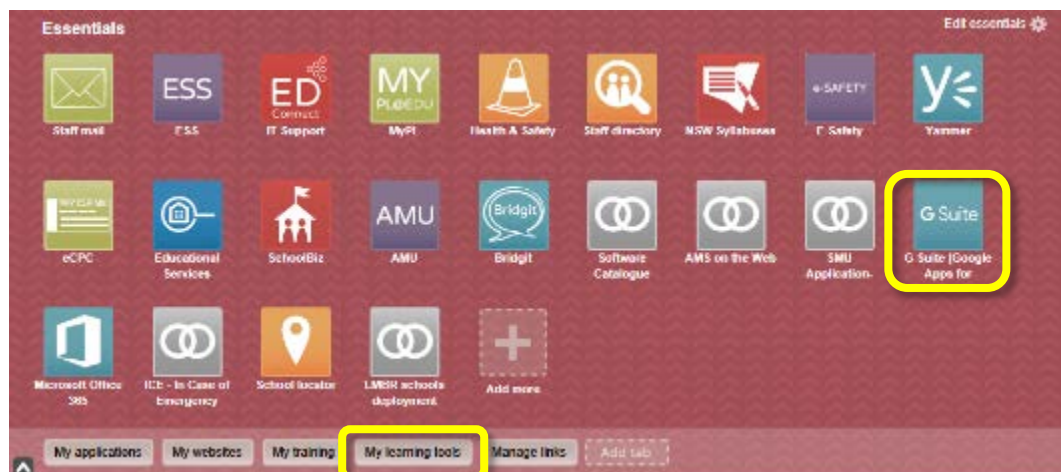 Essentials
Edit essentials
ESS
ED
Connect
MY
PL@EDU
e-SAFETY
Staff mail
ESS
IT Support
MyPl
Health & Safety
Staff directory
NSW Syllabuses
E Safety
Yammer
AMU
Bridgit
G Suite
eCPC
Educational
Services
SchoolBiz
AMU
Bridgit
Software
Catalogue
AMS on the Web
SMU
Application-
G Suite (Google
Apps for
Microsoft Office
365
ICE - In Case of
Emergency
School locator
LMBR schools
deployment
Add more
My applications
My websites
My training
My learning tools
Manage links
Add tab